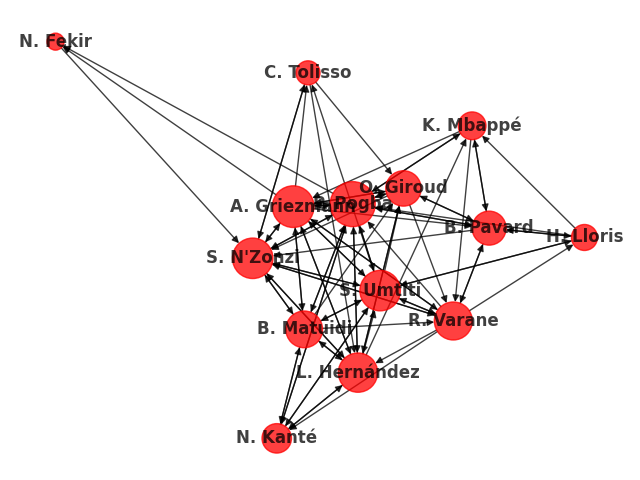 N. Fekir
C. Tolisso
K. Mbappé
O. Giroud
A. Griezmann
P. Pogba
B. Pavard
H. Lloris
S. N'Zonzi
S. Umtiti
B. Matuidi
R. Varane
L. Hernández
N. Kanté